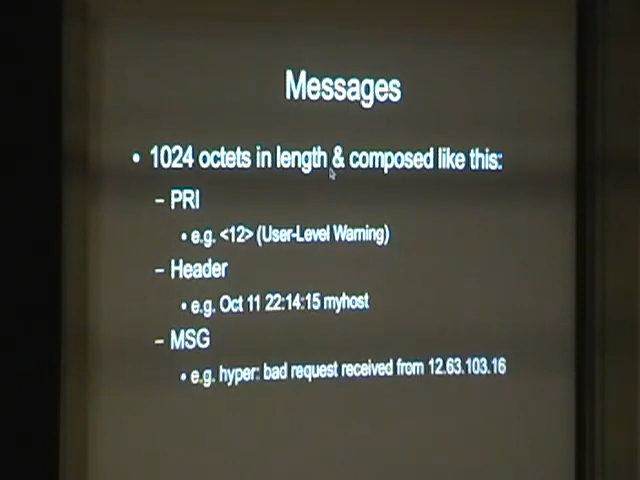 Messages
• 1024 octets in length & composed like this:
– PRI
• e.g. <12> (User-Level Warning)
– Header
• e.g. Oct 11 22:14:15 myhost
– MSG
• e.g. hyper: bad request received from 12.63.103.16